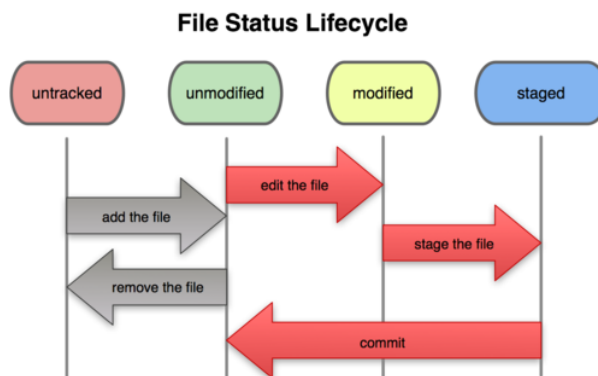 File Status Lifecycle
untracked
unmodified
modified
staged
edit the file
add the file
stage the file
remove the file
commit